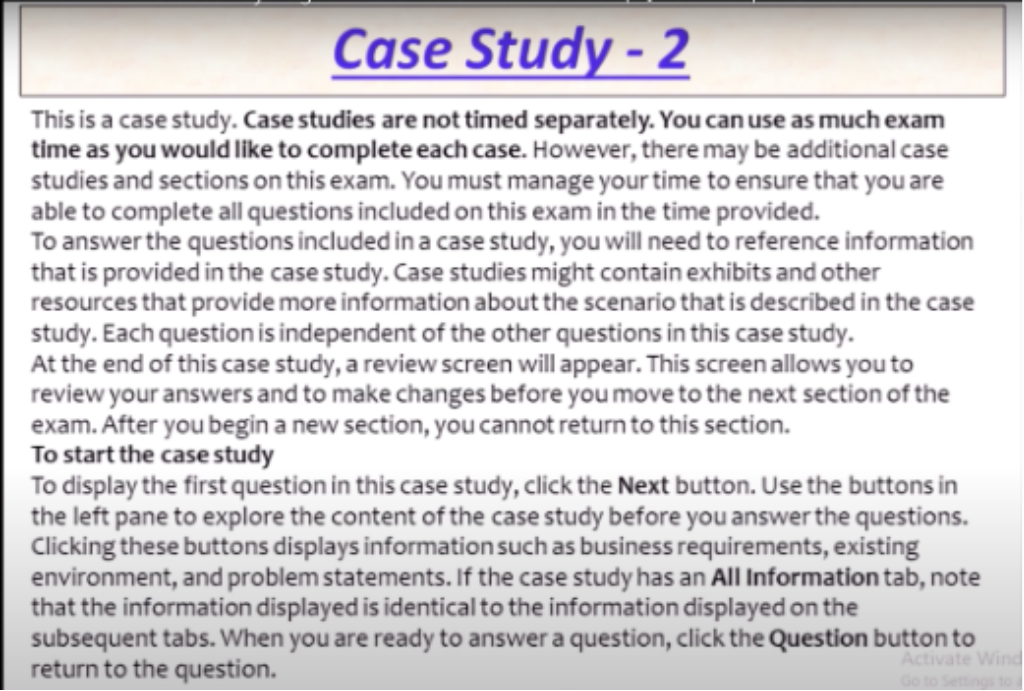 Case Study - 2
This is a case study. Case studies are not timed separately. You can use as much exam
time as you would like to complete each case. However, there may be additional case
studies and sections on this exam. You must manage your time to ensure that you are
able to complete all questions included on this exam in the time provided.
To answer the questions included in a case study, you will need to reference information
that is provided in the case study. Case studies might contain exhibits and other
resources that provide more information about the scenario that is described in the case
study. Each question is independent of the other questions in this case study.
At the end of this case study, a review screen will appear. This screen allows you to
review your answers and to make changes before you move to the next section of the
exam. After you begin a new section, you cannot return to this section.
To start the case study
To display the first question in this case study, click the Next button. Use the buttons in
the left pane to explore the content of the case study before you answer the questions.
Clicking these buttons displays information such as business requirements, existing
environment, and problem statements. If the case study has an All Information tab, note
that the information displayed is identical to the information displayed on the
subsequent tabs. When you are ready to answer a question, click the Question button to
return to the question.
Activate Wind
Go to Settings to a